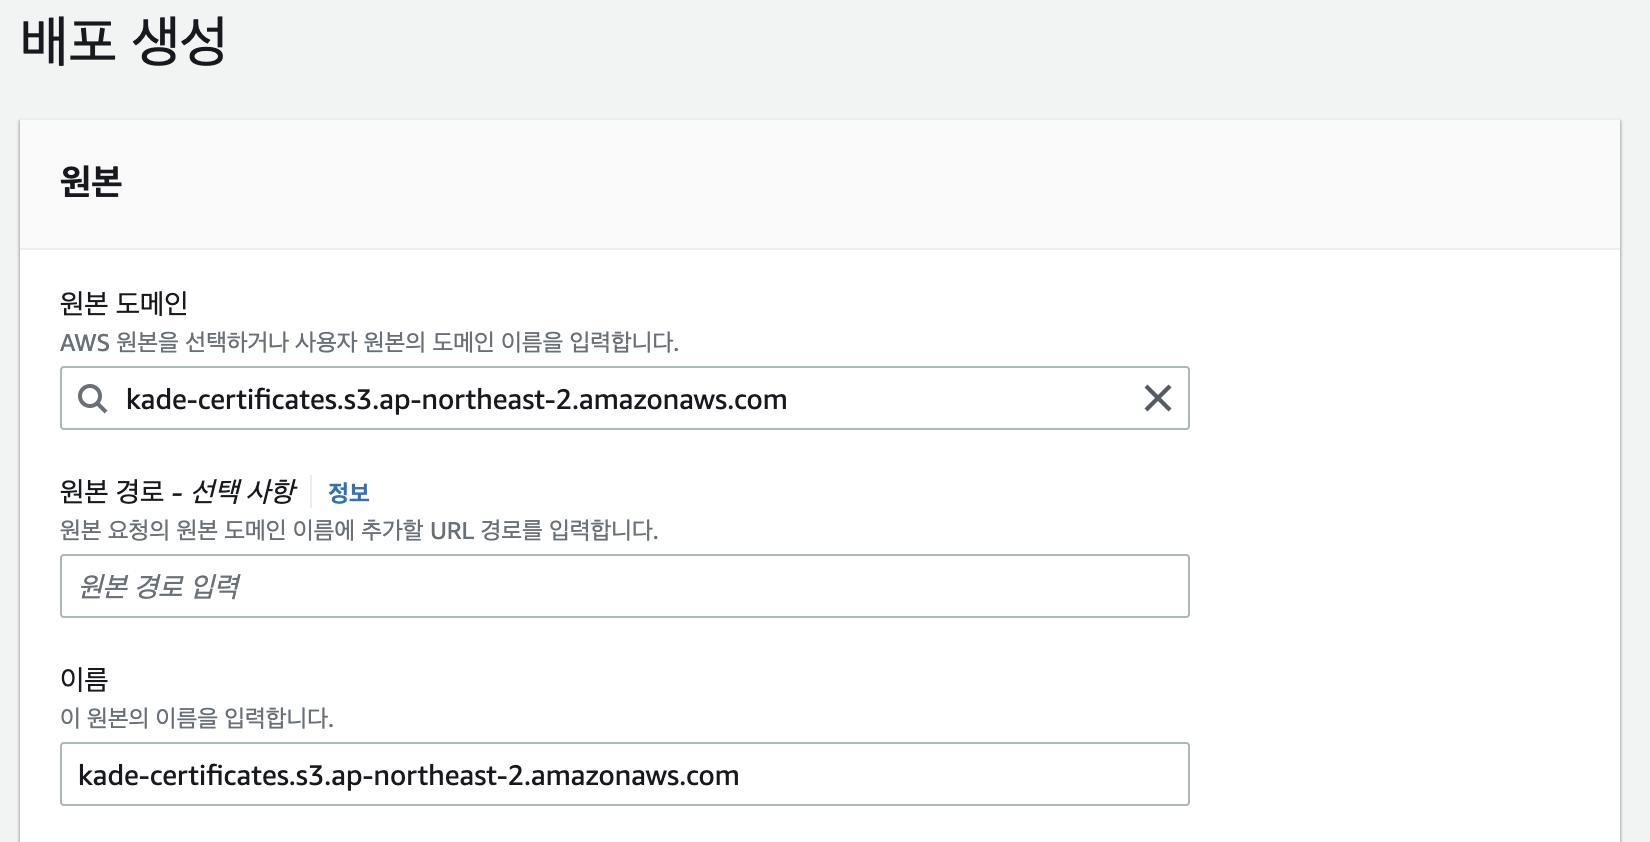 배포 생성
원본
원본 도메인
AWS 원본을 선택하거나 사용자 원본의 도메인 이름을 입력합니다.
kade-certificates.s3.ap-northeast-2.amazonaws.com
원본 경로 - 선택 사항 정보
원본 요청의 원본 도메인 이름에 추가할 URL 경로를 입력합니다.
원본 경로 입력
이름
이 원본의 이름을 입력합니다.
kade-certificates.s3.ap-northeast-2.amazonaws.com